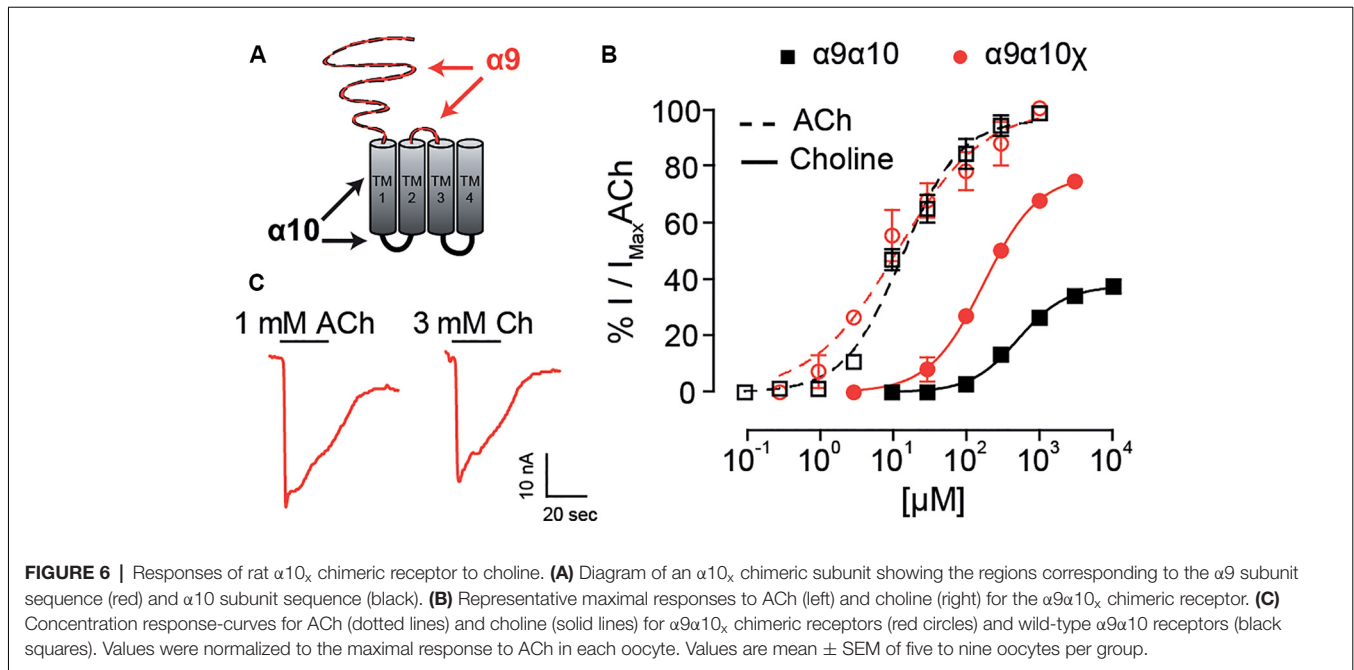 A
α9
TM 1
TM 2
TM 3
TM 4
α10
B
α9α10
α9α10χ
ACh
Choline
% I / I_Max ACh
100
80
60
40
20
0
10⁻¹ 10⁰ 10¹ 10² 10³ 10⁴
[µM]
C
1 mM ACh
3 mM Ch
10 nA
20 sec
FIGURE 6 | Responses of rat α10ₓ chimeric receptor to choline. (A) Diagram of an α10ₓ chimeric subunit showing the regions corresponding to the α9 subunit
sequence (red) and α10 subunit sequence (black). (B) Representative maximal responses to ACh (left) and choline (right) for the α9α10ₓ chimeric receptor. (C)
Concentration response-curves for ACh (dotted lines) and choline (solid lines) for α9α10ₓ chimeric receptors (red circles) and wild-type α9α10 receptors (black
squares). Values were normalized to the maximal response to ACh in each oocyte. Values are mean ± SEM of five to nine oocytes per group.